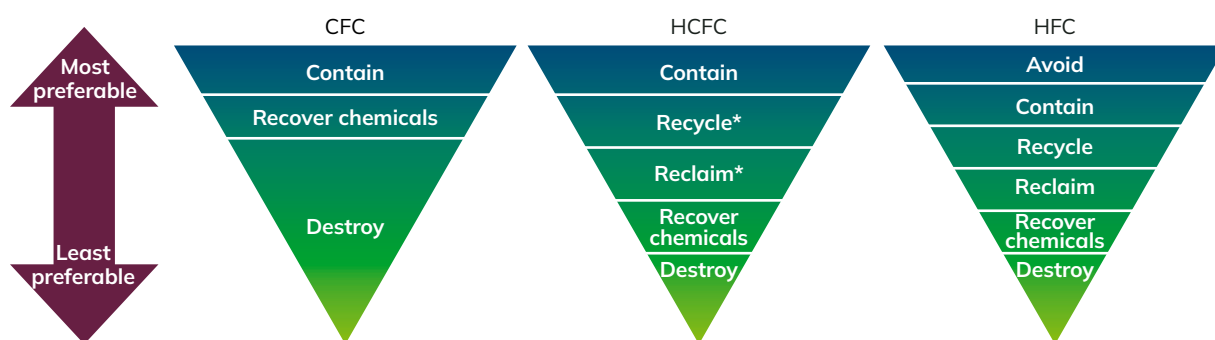 CFC
HCFC
HFC
Most
preferable
Least
preferable
Contain
Recover chemicals
Destroy
Contain
Recycle*
Reclaim*
Recover
chemicals
Destroy
Avoid
Contain
Recycle
Reclaim
Recover
chemicals
Destroy